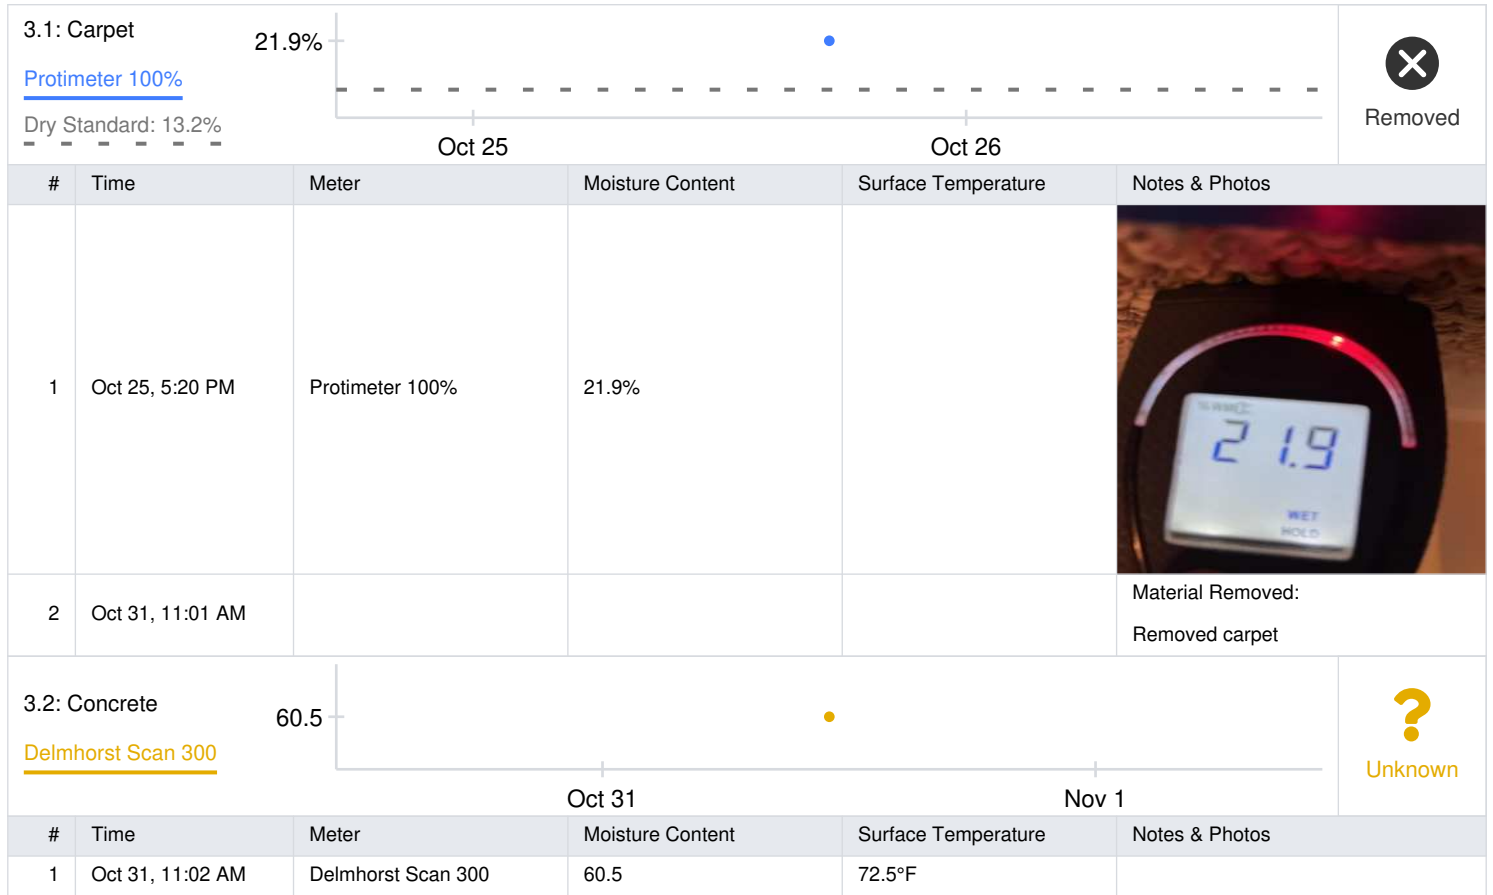 3.1: Carpet
Protimeter 100%
Dry Standard: 13.2%
21.9%
Oct 25 Oct 26
Removed
# Time Meter Moisture Content Surface Temperature Notes & Photos
1 Oct 25, 5:20 PM Protimeter 100% 21.9%
21.9
WET
HOLD
2 Oct 31, 11:01 AM Material Removed:
Removed carpet
3.2: Concrete
Delmhorst Scan 300
60.5
Oct 31 Nov 1
?
Unknown
# Time Meter Moisture Content Surface Temperature Notes & Photos
1 Oct 31, 11:02 AM Delmhorst Scan 300 60.5 72.5°F